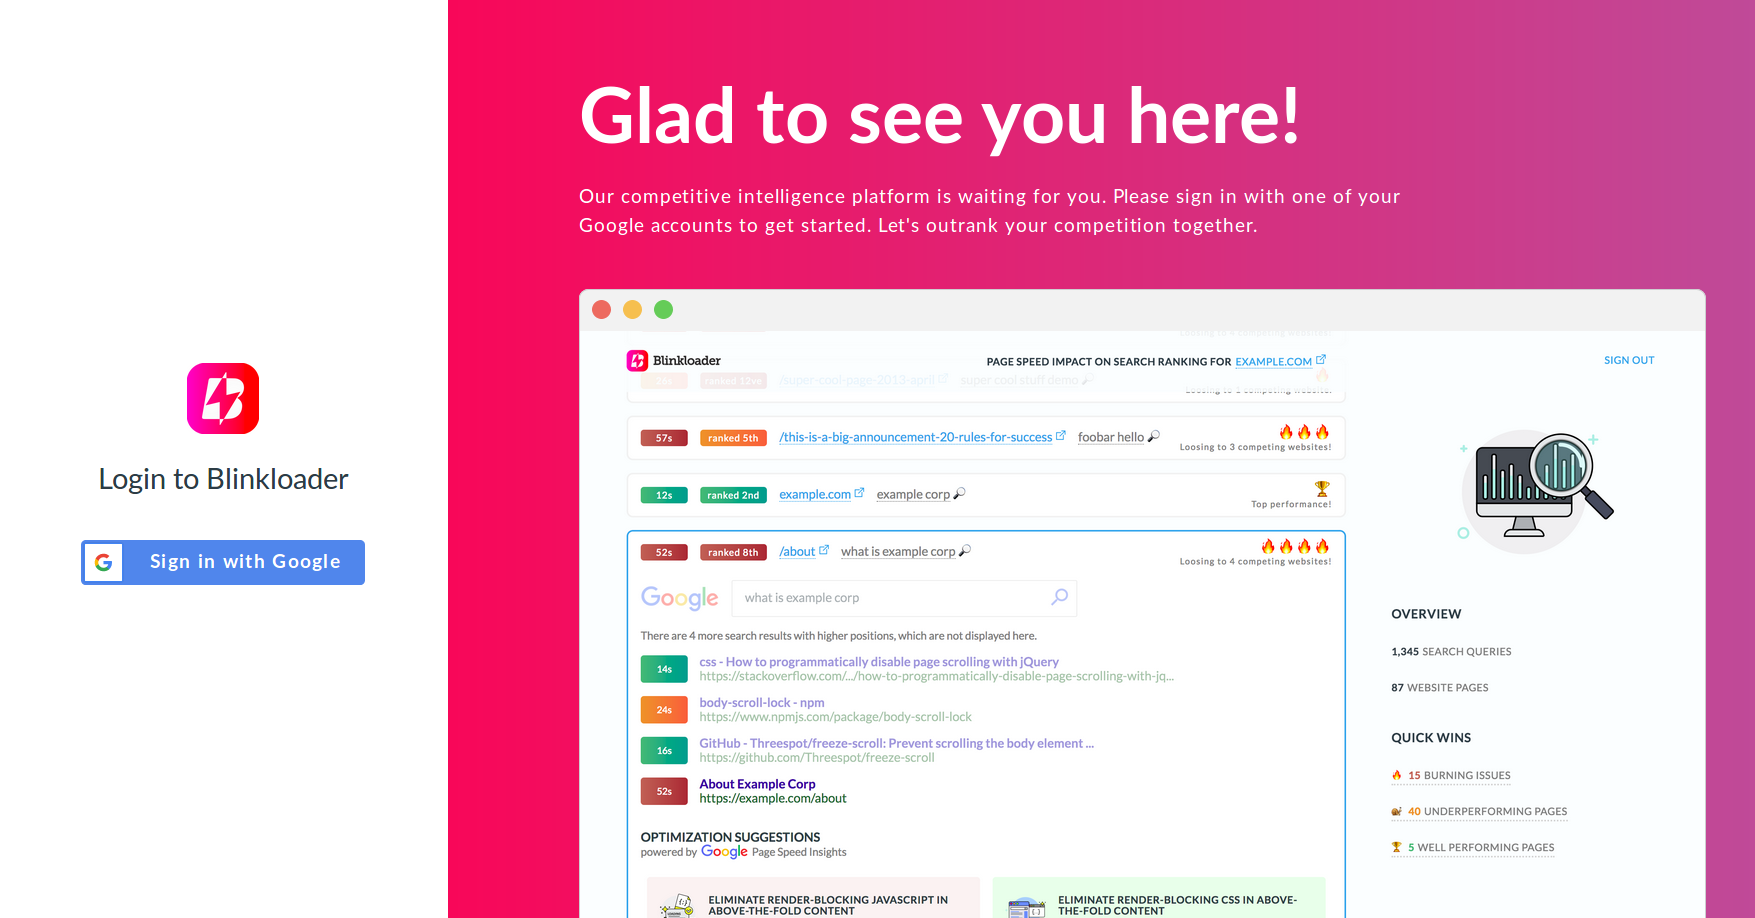 Glad to see you here!
Our competitive intelligence platform is waiting for you. Please sign in with one of your
Google accounts to get started. Let's outrank your competition together.
Login to Blinkloader
Sign in with Google
Blinkloader
PAGE SPEED IMPACT ON SEARCH RANKING FOR EXAMPLE.COM
SIGN OUT
ranked 12ve /super-cool-page-2013-april super cool stuff demo
Loosing to 1 competing website!
57s ranked 5th /this-is-a-big-announcement-20-rules-for-success foobar hello
Loosing to 3 competing websites!
12s ranked 2nd example.com example corp
Top performance!
52s ranked 8th /about what is example corp
Loosing to 4 competing websites!
Google what is example corp
There are 4 more search results with higher positions, which are not displayed here.
14s css - How to programmatically disable page scrolling with jQuery
https://stackoverflow.com/.../how-to-programmatically-disable-page-scrolling-with-jq...
24s body-scroll-lock - npm
https://www.npmjs.com/package/body-scroll-lock
16s GitHub - Threespot/freeze-scroll: Prevent scrolling the body element ...
https://github.com/Threespot/freeze-scroll
52s About Example Corp
https://example.com/about
OPTIMIZATION SUGGESTIONS
powered by Google Page Speed Insights
ELIMINATE RENDER-BLOCKING JAVASCRIPT IN
ABOVE-THE-FOLD CONTENT
ELIMINATE RENDER-BLOCKING CSS IN ABOVE-
THE-FOLD CONTENT
OVERVIEW
1,345 SEARCH QUERIES
87 WEBSITE PAGES
QUICK WINS
15 BURNING ISSUES
40 UNDERPERFORMING PAGES
5 WELL PERFORMING PAGES